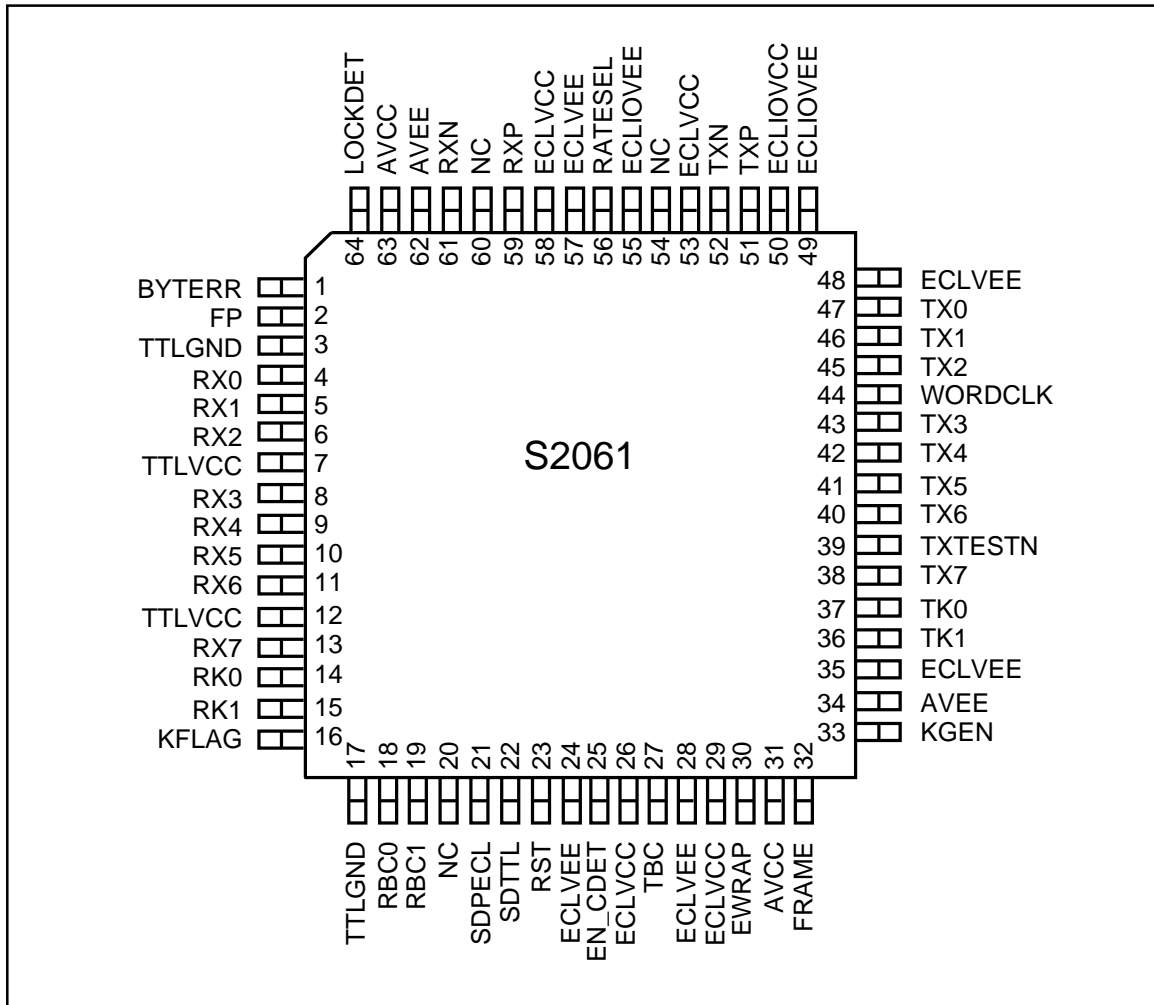 LOCKDET
AVCC
AVEE
RXN
NC
RXP
ECLVCC
ECLVEE
RATESEL
ECLIOVEE
NC
ECLVCC
TXN
TXP
ECLIOVCC
ECLIOVEE
64
63
62
61
60
59
58
57
56
55
54
53
52
51
50
49
BYTERR 1
FP 2
TTLGND 3
RX0 4
RX1 5
RX2 6
TTLVCC 7
RX3 8
RX4 9
RX5 10
RX6 11
TTLVCC 12
RX7 13
RK0 14
RK1 15
KFLAG 16
S2061
48 ECLVEE
47 TX0
46 TX1
45 TX2
44 WORDCLK
43 TX3
42 TX4
41 TX5
40 TX6
39 TXTESTN
38 TX7
37 TK0
36 TK1
35 ECLVEE
34 AVEE
33 KGEN
17
18
19
20
21
22
23
24
25
26
27
28
29
30
31
32
TTLGND
RBC0
RBC1
NC
SDPECL
SDTTL
RST
ECLVEE
EN_CDET
ECLVCC
TBC
ECLVEE
ECLVCC
EWRAP
AVCC
FRAME